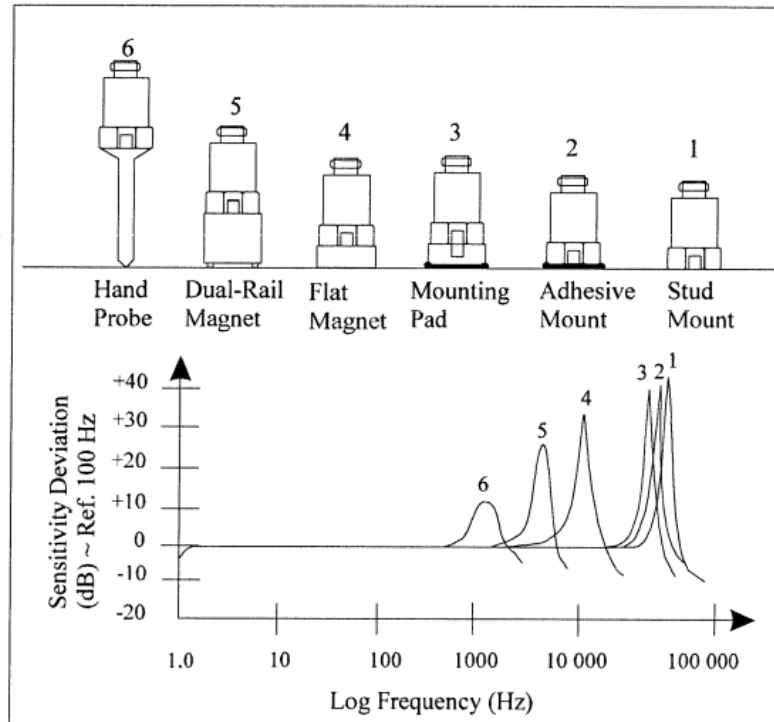 6
5
4
3
2
1
Hand Probe
Dual-Rail Magnet
Flat Magnet
Mounting Pad
Adhesive Mount
Stud Mount
Sensitivity Deviation
(dB) ~ Ref. 100 Hz
+40
+30
+20
+10
0
-10
-20
6
5
4
3
2
1
1.0
10
100
1000
10 000
100 000
Log Frequency (Hz)